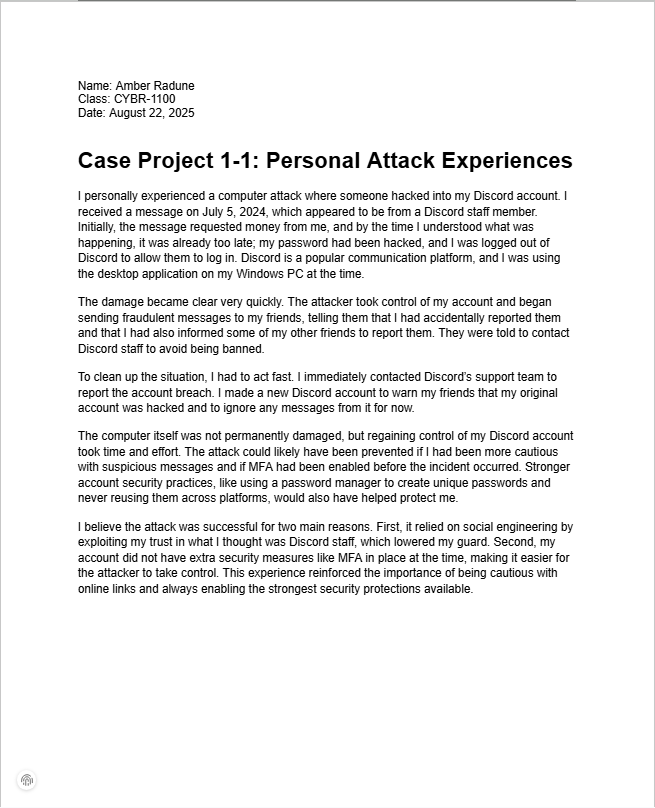 Name: Amber Radune
Class: CYBR-1100
Date: August 22, 2025
Case Project 1-1: Personal Attack Experiences
I personally experienced a computer attack where someone hacked into my Discord account. I
received a message on July 5, 2024, which appeared to be from a Discord staff member.
Initially, the message requested money from me, and by the time I understood what was
happening, it was already too late; my password had been hacked, and I was logged out of
Discord to allow them to log in. Discord is a popular communication platform, and I was using
the desktop application on my Windows PC at the time.
The damage became clear very quickly. The attacker took control of my account and began
sending fraudulent messages to my friends, telling them that I had accidentally reported them
and that I had also informed some of my other friends to report them. They were told to contact
Discord staff to avoid being banned.
To clean up the situation, I had to act fast. I immediately contacted Discord's support team to
report the account breach. I made a new Discord account to warn my friends that my original
account was hacked and to ignore any messages from it for now.
The computer itself was not permanently damaged, but regaining control of my Discord account
took time and effort. The attack could likely have been prevented if I had been more cautious
with suspicious messages and if MFA had been enabled before the incident occurred. Stronger
account security practices, like using a password manager to create unique passwords and
never reusing them across platforms, would also have helped protect me.
I believe the attack was successful for two main reasons. First, it relied on social engineering by
exploiting my trust in what I thought was Discord staff, which lowered my guard. Second, my
account did not have extra security measures like MFA in place at the time, making it easier for
the attacker to take control. This experience reinforced the importance of being cautious with
online links and always enabling the strongest security protections available.